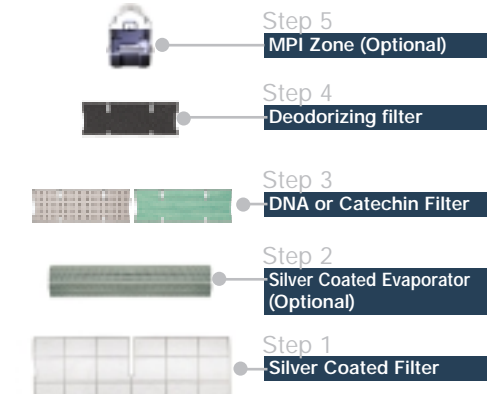 Step 5
MPI Zone (Optional)
Step 4
Deodorizing filter
Step 3
DNA or Catechin Filter
Step 2
Silver Coated Evaporator
(Optional)
Step 1
Silver Coated Filter